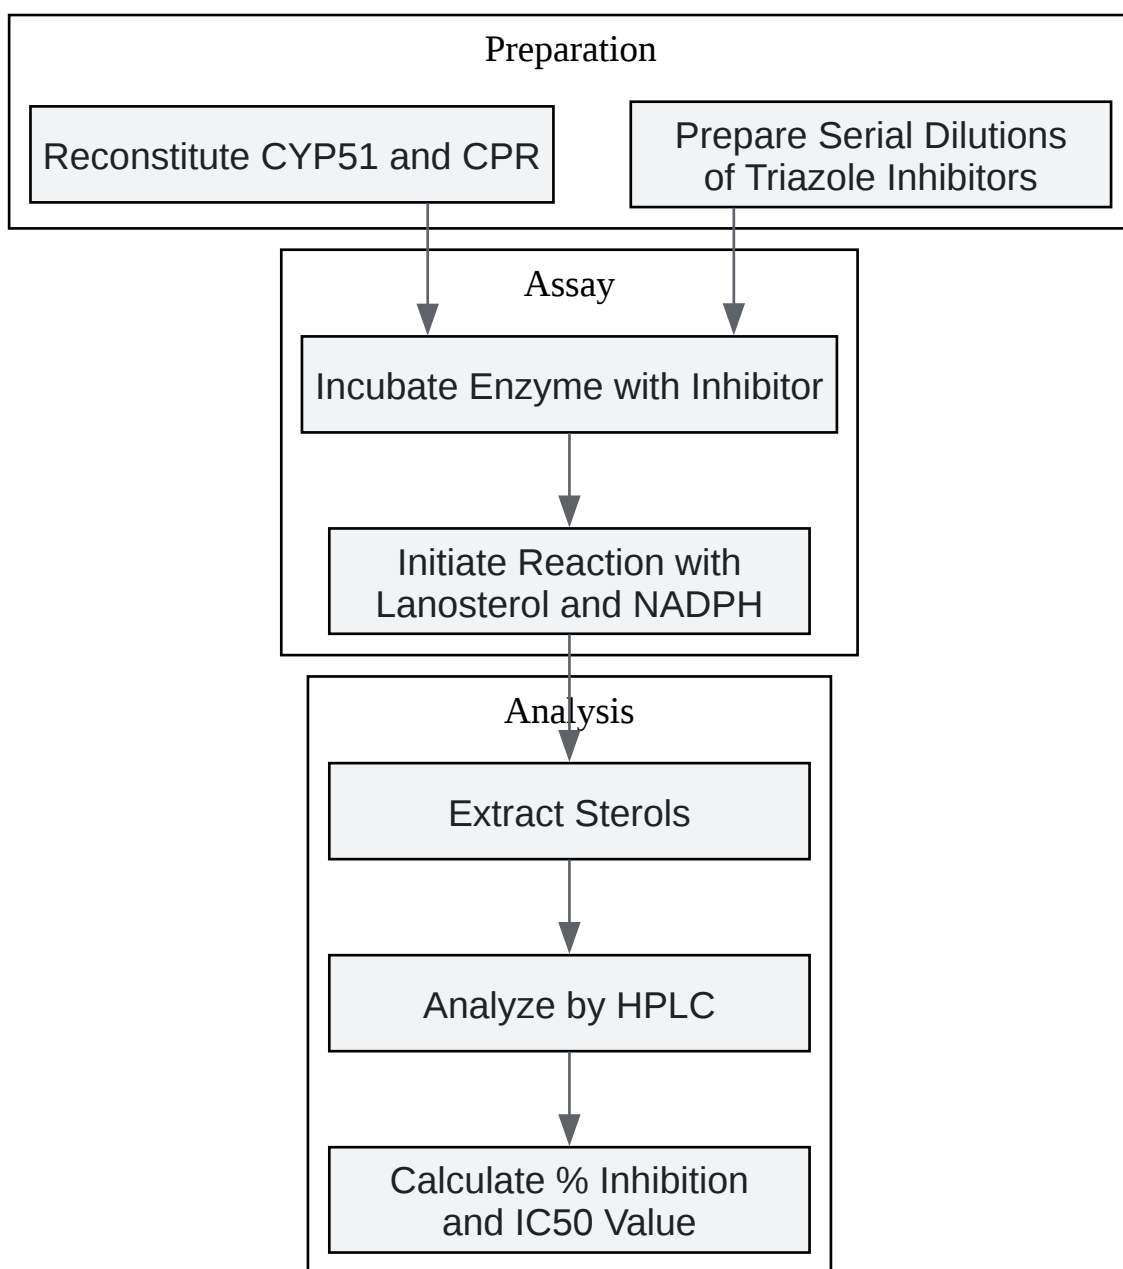 Preparation
Reconstitute CYP51 and CPR
Prepare Serial Dilutions
of Triazole Inhibitors
Assay
Incubate Enzyme with Inhibitor
Initiate Reaction with
Lanosterol and NADPH
Analysis
Extract Sterols
Analyze by HPLC
Calculate % Inhibition
and IC50 Value